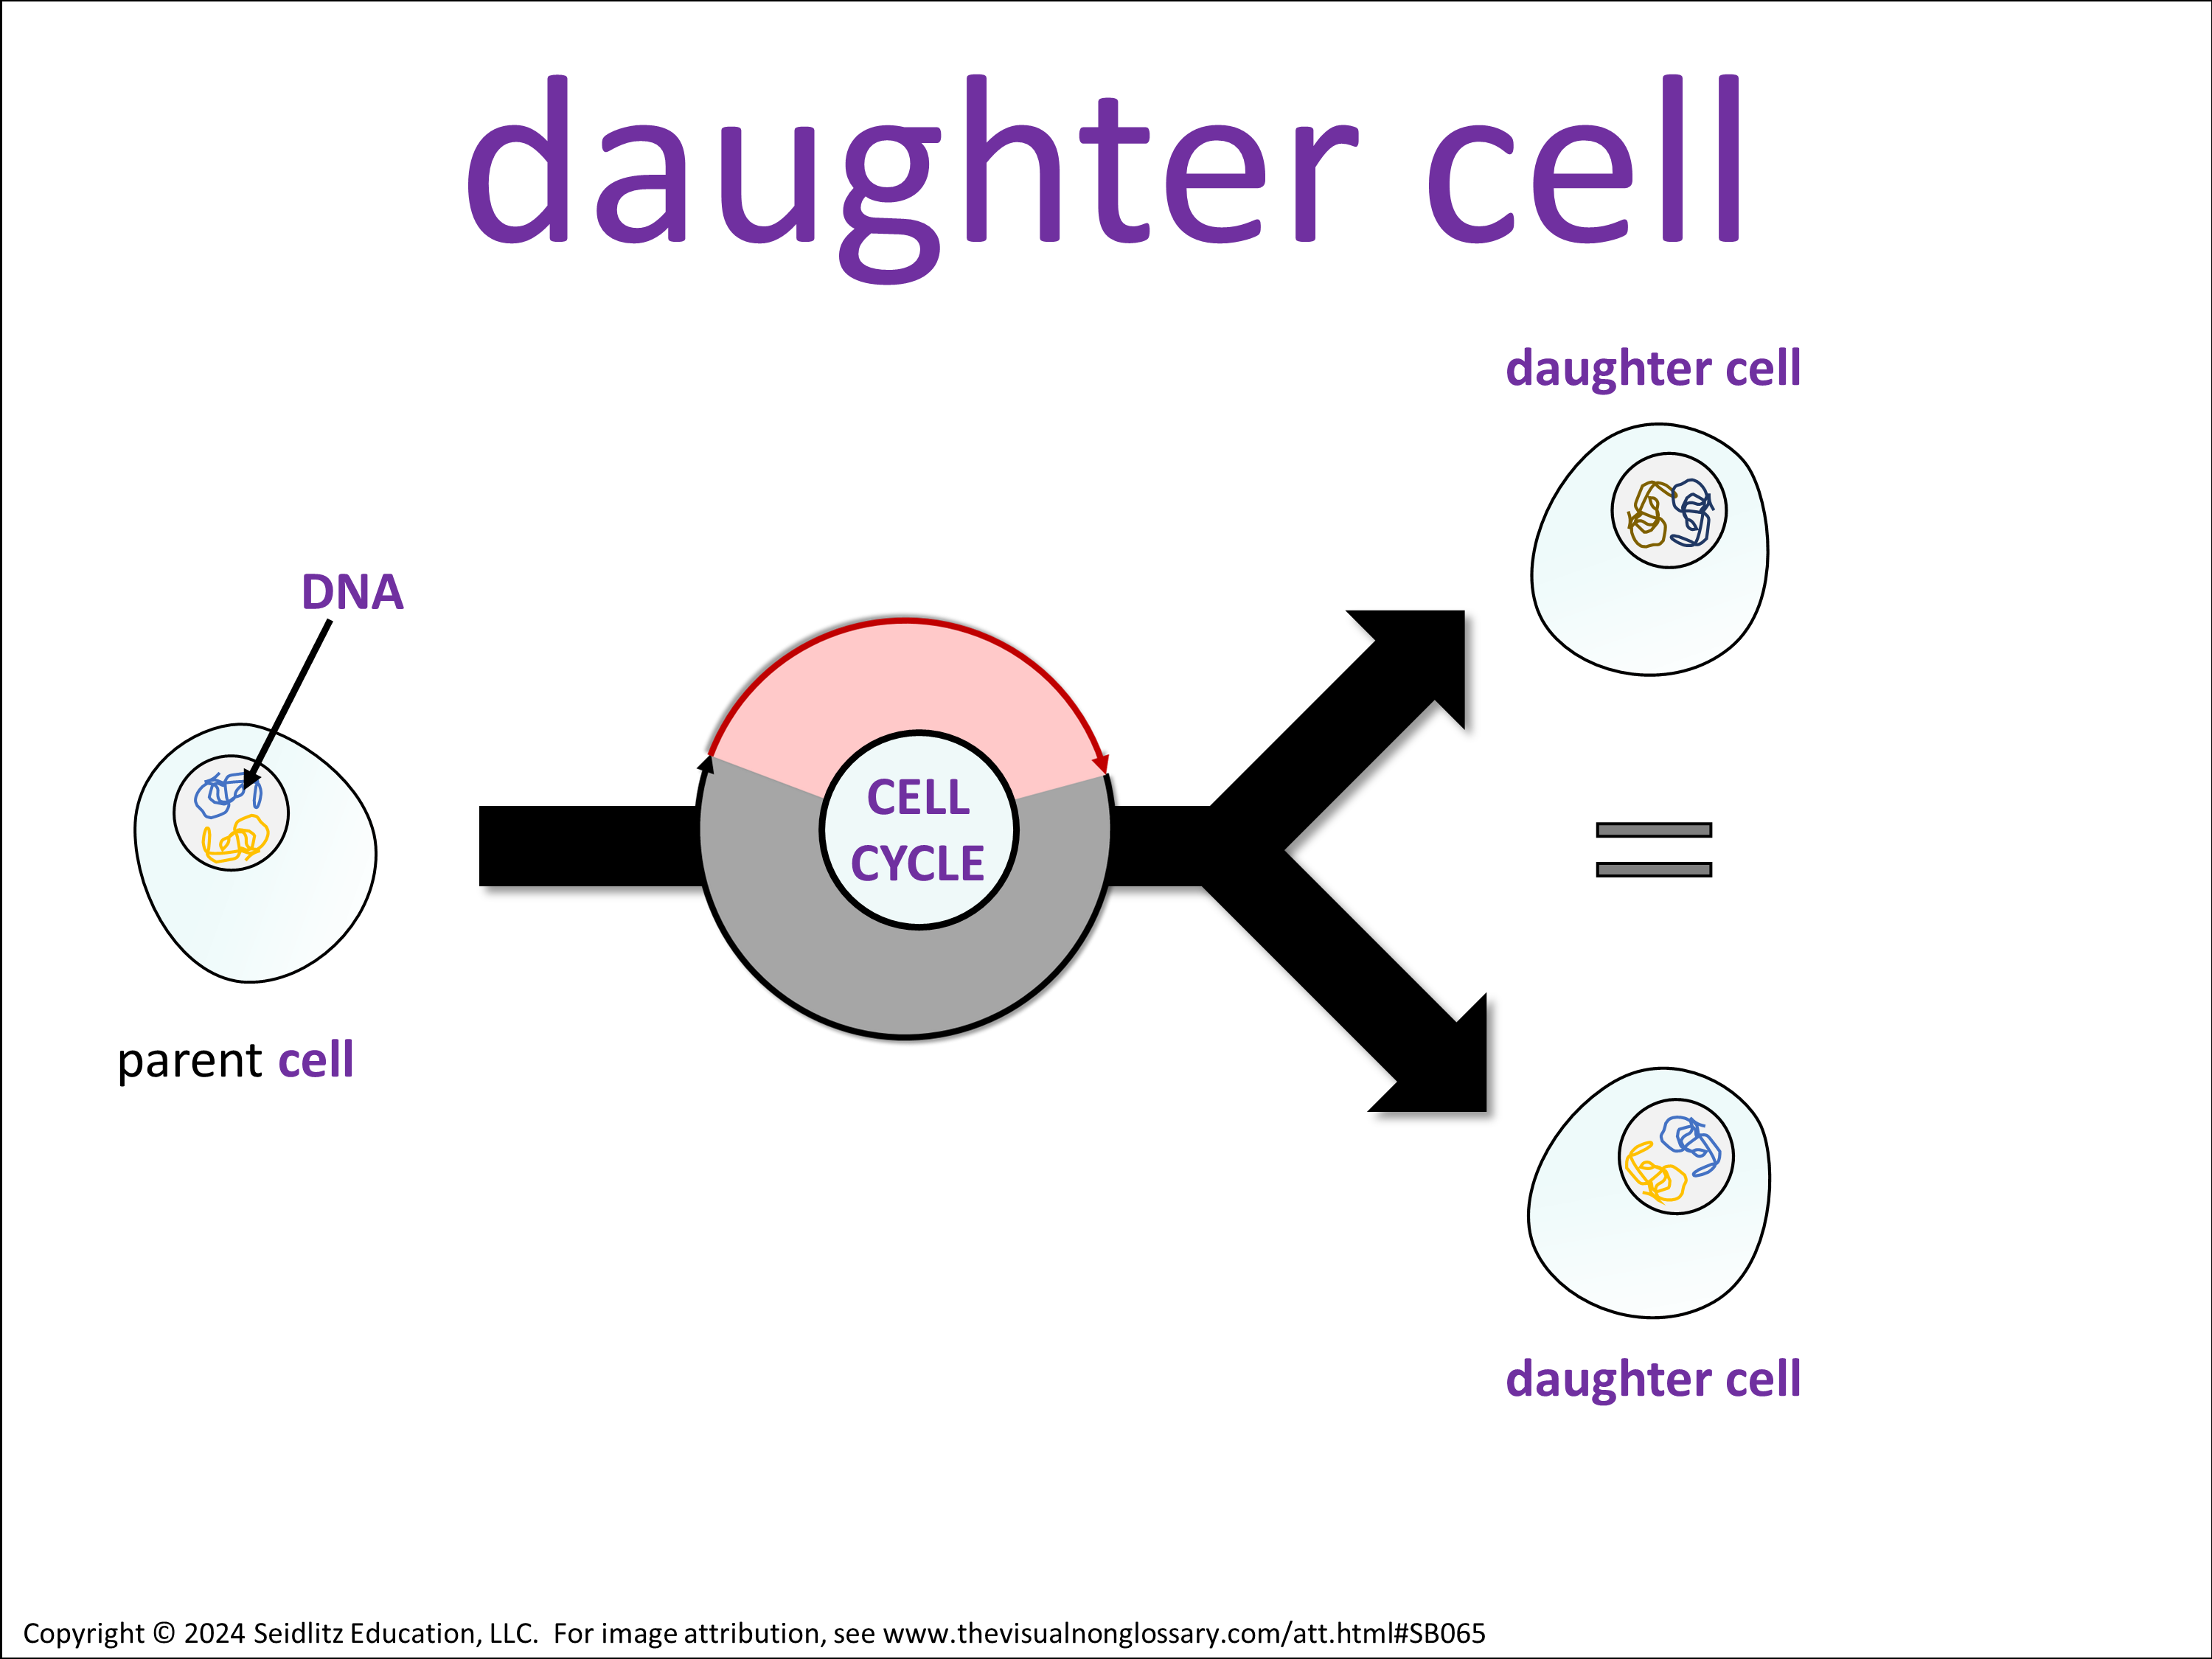 daughter cell
daughter cell
DNA
CELL
CYCLE
parent cell
daughter cell
Copyright © 2024 Seidlitz Education, LLC.  For image attribution, see www.thevisualnonglossary.com/att.html#SB065